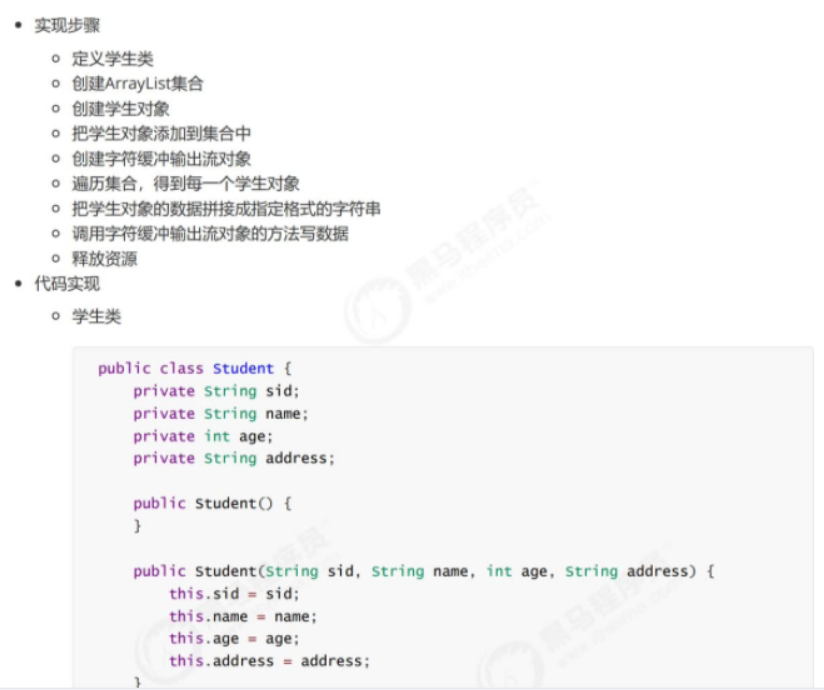 实现步骤
定义学生类
创建ArrayList集合
创建学生对象
把学生对象添加到集合中
创建字符缓冲输出流对象
遍历集合，得到每一个学生对象
把学生对象的数据拼接成指定格式的字符串
调用字符缓冲输出流对象的方法写数据
释放资源
代码实现
学生类
public class Student {
    private String sid;
    private String name;
    private int age;
    private String address;

    public Student() {
    }

    public Student(String sid, String name, int age, String address) {
        this.sid = sid;
        this.name = name;
        this.age = age;
        this.address = address;
    }
黑马程序员